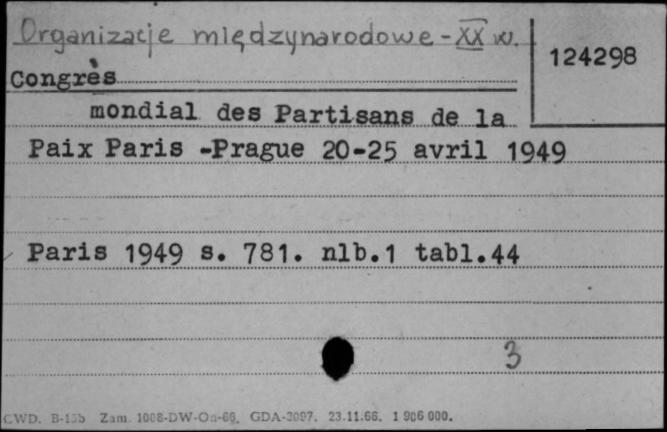 Organizacje międzynarodowe - XX w.
124298
Congrès
mondial des Partisans de la
Paix Paris -Prague 20-25 avril 1949
Paris 1949 s. 781. nlb.1 tabl.44
3
CWD. B-15b Zam. 1008-DW-On-66. GDA-3097. 23.11.66. 1 906 000.